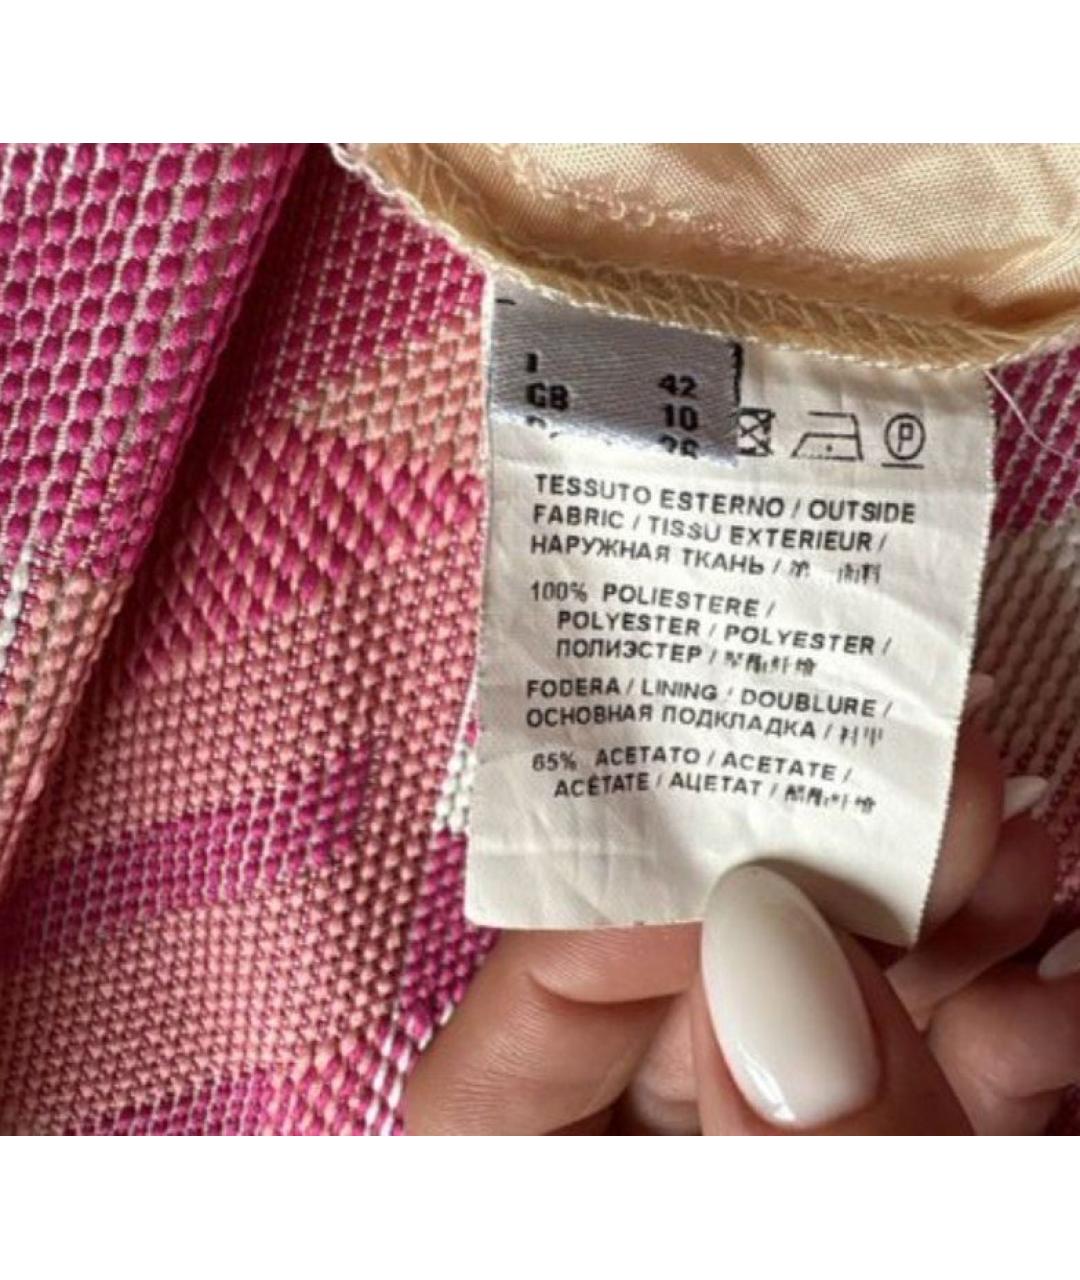 I 42
GB 10
TESSUTO ESTERNO / OUTSIDE
FABRIC / TISSU EXTERIEUR /
НАРУЖНАЯ ТКАНЬ /
100% POLIESTERE /
POLYESTER / POLYESTER /
ПОЛИЭСТЕР /
FODERA / LINING / DOUBLURE /
ОСНОВНАЯ ПОДКЛАДКА /
65% ACETATO / ACETATE /
ACÉTATE / АЦЕТАТ /